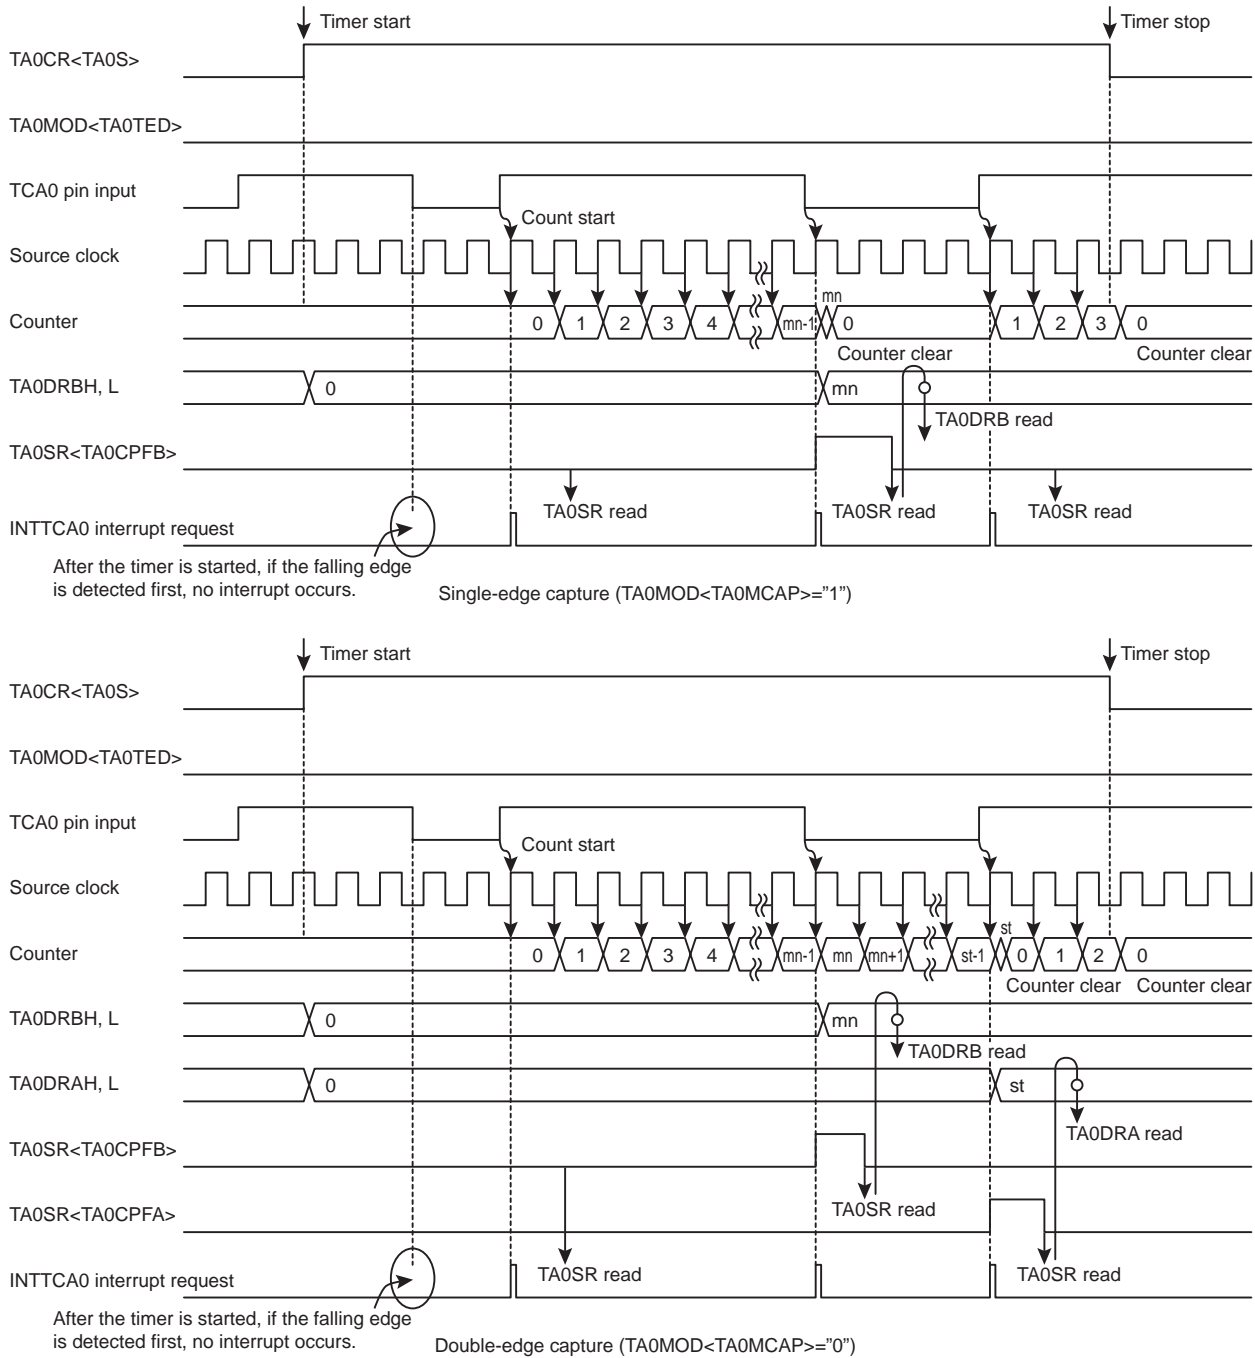 Timer start
Timer stop
TA0CR<TA0S>
TA0MOD<TA0TED>
TCA0 pin input
Count start
Source clock
mn
Counter
0 1 2 3 4 mn-1 0 1 2 3 0
Counter clear
Counter clear
TA0DRBH, L
0
mn
TA0DRB read
TA0SR<TA0CPFB>
TA0SR read
TA0SR read
TA0SR read
INTTCA0 interrupt request
After the timer is started, if the falling edge
is detected first, no interrupt occurs.
Single-edge capture (TA0MOD<TA0MCAP>=”1”)
Timer start
Timer stop
TA0CR<TA0S>
TA0MOD<TA0TED>
TCA0 pin input
Count start
Source clock
st
Counter
0 1 2 3 4 mn-1 mn mn+1 st-1 0 1 2 0
Counter clear
Counter clear
TA0DRBH, L
0
mn
TA0DRB read
TA0DRAH, L
0
st
TA0DRA read
TA0SR<TA0CPFB>
TA0SR read
TA0SR<TA0CPFA>
TA0SR read
TA0SR read
INTTCA0 interrupt request
After the timer is started, if the falling edge
is detected first, no interrupt occurs.
Double-edge capture (TA0MOD<TA0MCAP>=”0”)